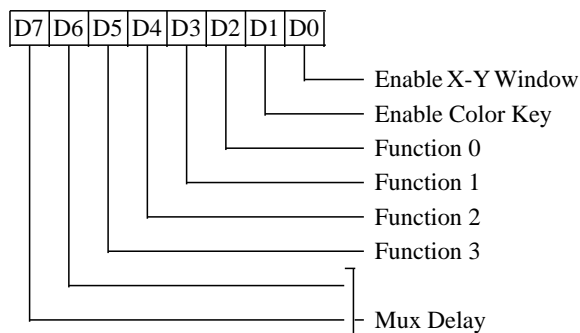 D7 D6 D5 D4 D3 D2 D1 D0
Enable X-Y Window
Enable Color Key
Function 0
Function 1
Function 2
Function 3
Mux Delay